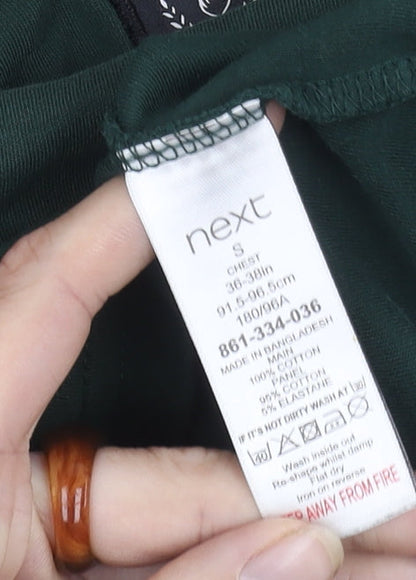 next
S
CHEST
36-38in
91.5-96.5cm
180/96A
861-334-036
MADE IN BANGLADESH
MAIN
100% COTTON
PANEL
95% COTTON
5% ELASTANE
IF IT'S NOT DIRTY WASH AT 30
40
Wash inside out
Re-shape whilst damp
Flat dry
Iron on reverse
AWAY FROM FIRE